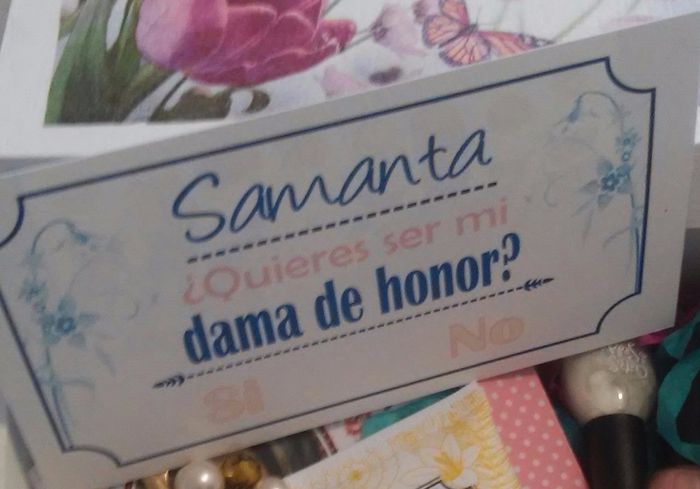 Samanta
¿Quieres ser mi
dama de honor?
Si No